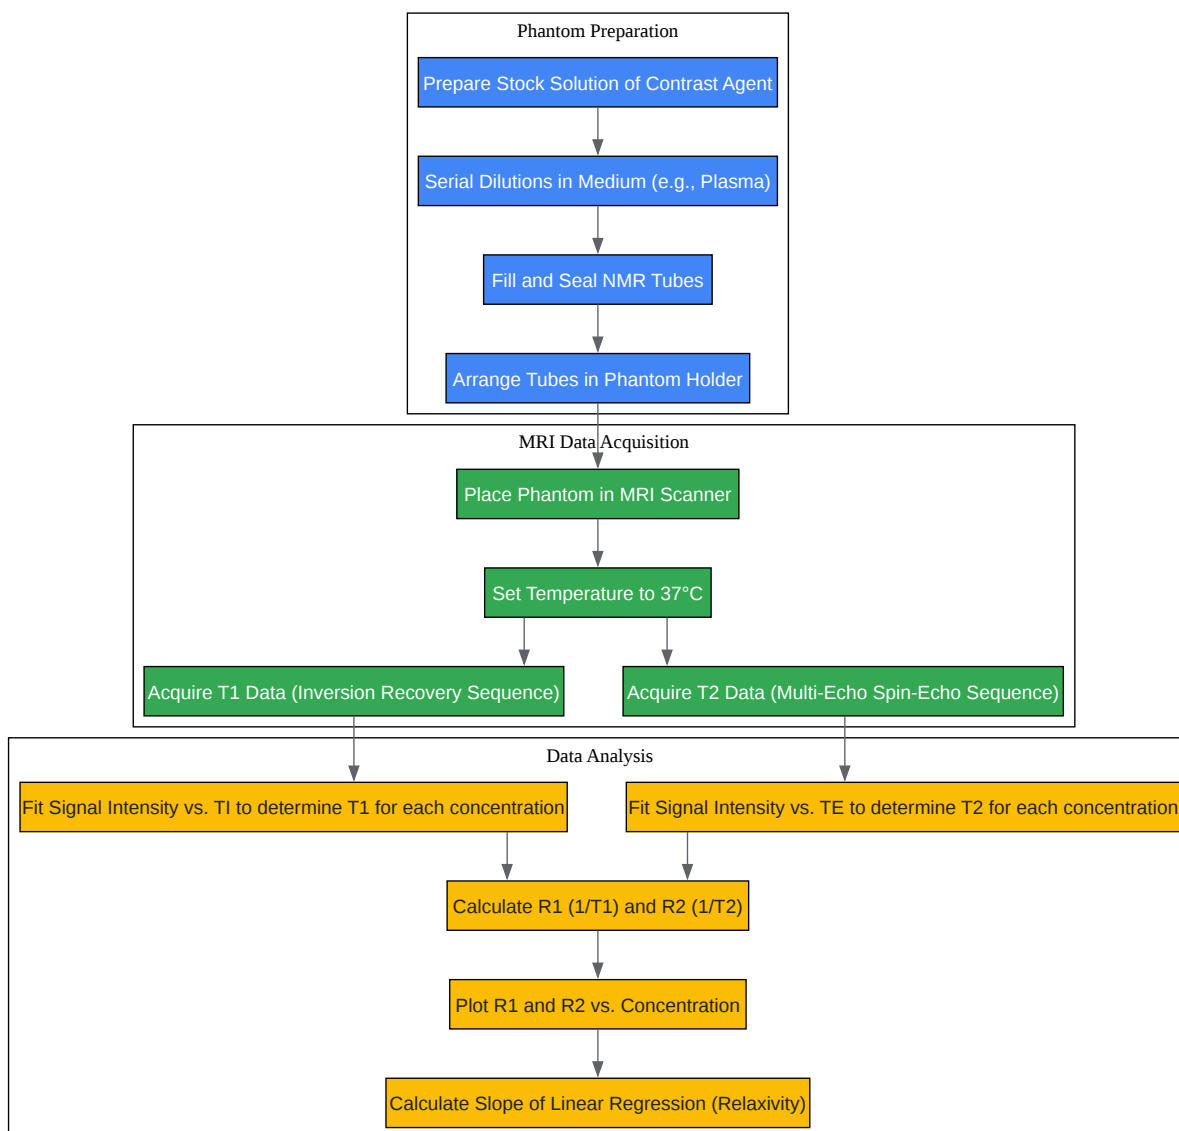 Phantom Preparation
Prepare Stock Solution of Contrast Agent
Serial Dilutions in Medium (e.g., Plasma)
Fill and Seal NMR Tubes
Arrange Tubes in Phantom Holder
MRI Data Acquisition
Place Phantom in MRI Scanner
Set Temperature to 37°C
Acquire T1 Data (Inversion Recovery Sequence)
Acquire T2 Data (Multi-Echo Spin-Echo Sequence)
Data Analysis
Fit Signal Intensity vs. TI to determine T1 for each concentration
Fit Signal Intensity vs. TE to determine T2 for each concentration
Calculate R1 (1/T1) and R2 (1/T2)
Plot R1 and R2 vs. Concentration
Calculate Slope of Linear Regression (Relaxivity)